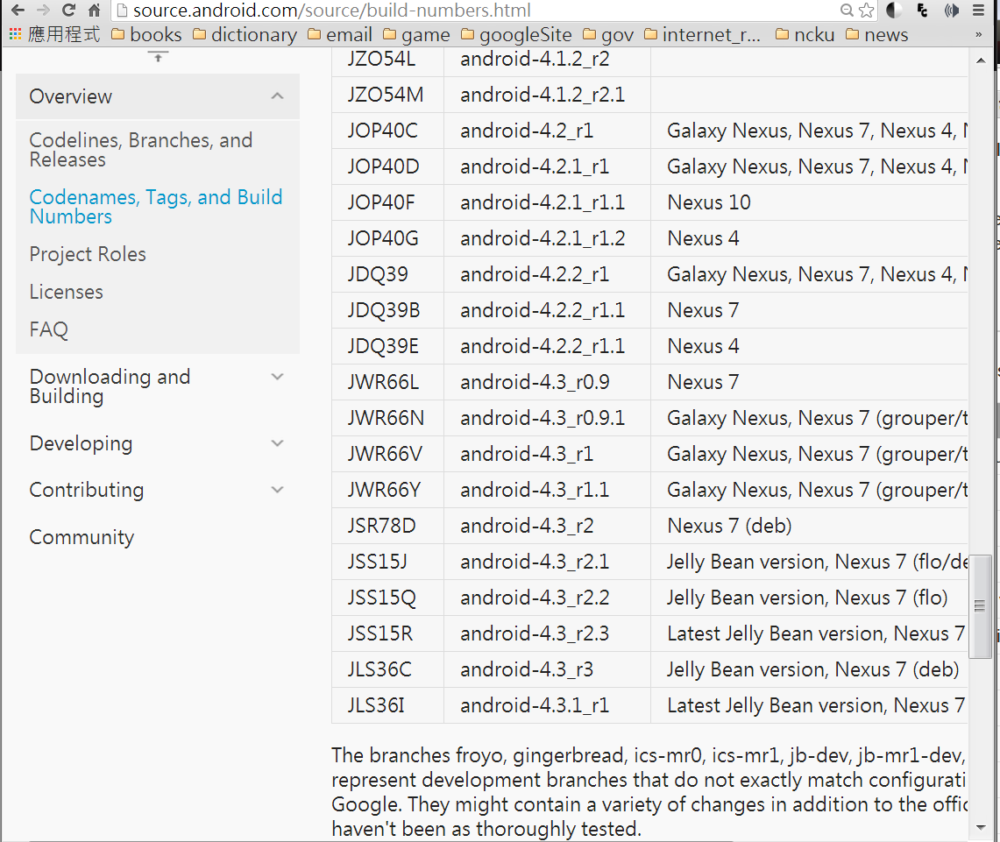 source.android.com/source/build-numbers.html
應用程式 books dictionary email game googleSite gov internet_r... ncku news »
Overview
Codelines, Branches, and
Releases
Codenames, Tags, and Build
Numbers
Project Roles
Licenses
FAQ
Downloading and
Building
Developing
Contributing
Community
JZO54L android-4.1.2_r2
JZO54M android-4.1.2_r2.1
JOP40C android-4.2_r1 Galaxy Nexus, Nexus 7, Nexus 4,
JOP40D android-4.2.1_r1 Galaxy Nexus, Nexus 7, Nexus 4,
JOP40F android-4.2.1_r1.1 Nexus 10
JOP40G android-4.2.1_r1.2 Nexus 4
JDQ39 android-4.2.2_r1 Galaxy Nexus, Nexus 7, Nexus 4,
JDQ39B android-4.2.2_r1.1 Nexus 7
JDQ39E android-4.2.2_r1.1 Nexus 4
JWR66L android-4.3_r0.9 Nexus 7
JWR66N android-4.3_r0.9.1 Galaxy Nexus, Nexus 7 (grouper/t
JWR66V android-4.3_r1 Galaxy Nexus, Nexus 7 (grouper/t
JWR66Y android-4.3_r1.1 Galaxy Nexus, Nexus 7 (grouper/t
JSR78D android-4.3_r2 Nexus 7 (deb)
JSS15J android-4.3_r2.1 Jelly Bean version, Nexus 7 (flo/de
JSS15Q android-4.3_r2.2 Jelly Bean version, Nexus 7 (flo)
JSS15R android-4.3_r2.3 Latest Jelly Bean version, Nexus 7
JLS36C android-4.3_r3 Jelly Bean version, Nexus 7 (deb)
JLS36I android-4.3.1_r1 Latest Jelly Bean version, Nexus 7
The branches froyo, gingerbread, ics-mr0, ics-mr1, jb-dev, jb-mr1-dev,
represent development branches that do not exactly match configurati
Google. They might contain a variety of changes in addition to the offic
haven't been as thoroughly tested.